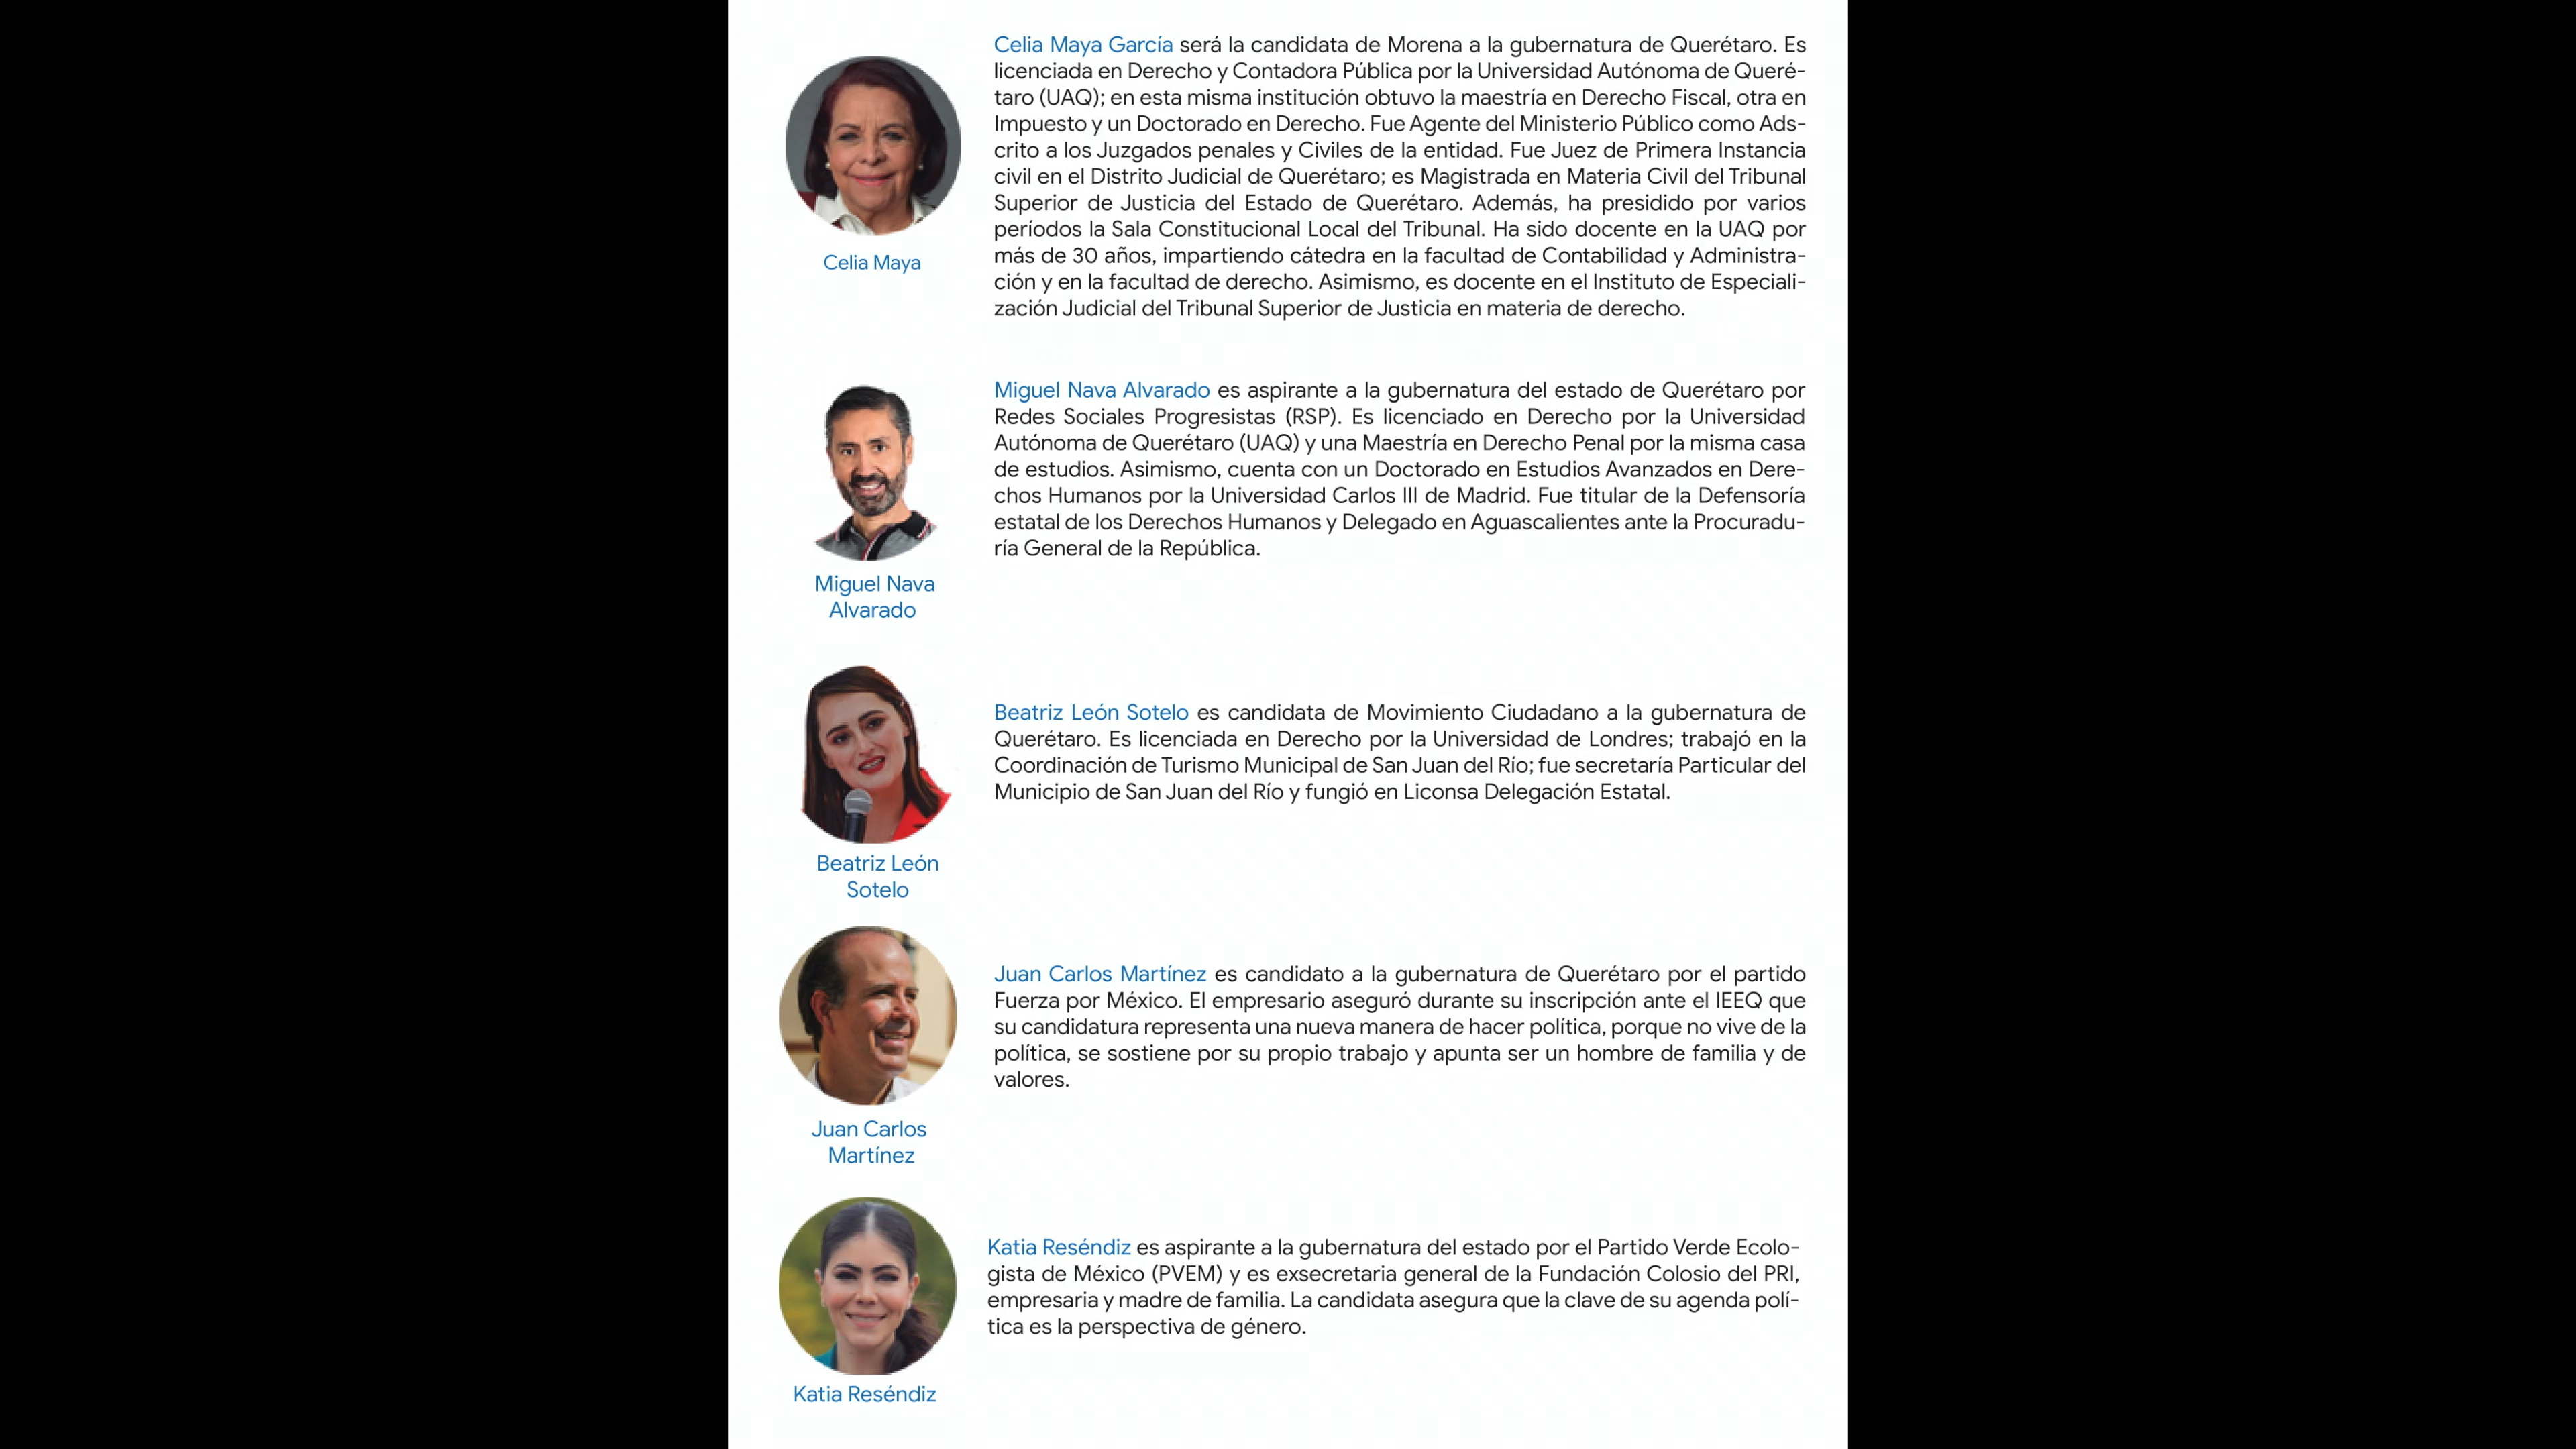 Celia Maya García será la candidata de Morena a la gubernatura de Querétaro. Es
licenciada en Derecho y Contadora Pública por la Universidad Autónoma de Queré-
taro (UAQ); en esta misma institución obtuvo la maestría en Derecho Fiscal, otra en
Impuesto y un Doctorado en Derecho. Fue Agente del Ministerio Público como Ads-
crito a los Juzgados penales y Civiles de la entidad. Fue Juez de Primera Instancia
civil en el Distrito Judicial de Querétaro; es Magistrada en Materia Civil del Tribunal
Superior de Justicia del Estado de Querétaro. Además, ha presidido por varios
períodos la Sala Constitucional Local del Tribunal. Ha sido docente en la UAQ por
más de 30 años, impartiendo cátedra en la facultad de Contabilidad y Administra-
ción y en la facultad de derecho. Asimismo, es docente en el Instituto de Especiali-
zación Judicial del Tribunal Superior de Justicia en materia de derecho.
Celia Maya
Miguel Nava Alvarado es aspirante a la gubernatura del estado de Querétaro por
Redes Sociales Progresistas (RSP). Es licenciado en Derecho por la Universidad
Autónoma de Querétaro (UAQ) y una Maestría en Derecho Penal por la misma casa
de estudios. Asimismo, cuenta con un Doctorado en Estudios Avanzados en Dere-
chos Humanos por la Universidad Carlos III de Madrid. Fue titular de la Defensoría
estatal de los Derechos Humanos y Delegado en Aguascalientes ante la Procuradu-
ría General de la República.
Miguel Nava
Alvarado
Beatriz León Sotelo es candidata de Movimiento Ciudadano a la gubernatura de
Querétaro. Es licenciada en Derecho por la Universidad de Londres; trabajó en la
Coordinación de Turismo Municipal de San Juan del Río; fue secretaría Particular del
Municipio de San Juan del Río y fungió en Liconsa Delegación Estatal.
Beatriz León
Sotelo
Juan Carlos Martínez es candidato a la gubernatura de Querétaro por el partido
Fuerza por México. El empresario aseguró durante su inscripción ante el IEEQ que
su candidatura representa una nueva manera de hacer política, porque no vive de la
política, se sostiene por su propio trabajo y apunta ser un hombre de familia y de
valores.
Juan Carlos
Martínez
Katia Reséndiz es aspirante a la gubernatura del estado por el Partido Verde Ecolo-
gista de México (PVEM) y es exsecretaria general de la Fundación Colosio del PRI,
empresaria y madre de familia. La candidata asegura que la clave de su agenda polí-
tica es la perspectiva de género.
Katia Reséndiz